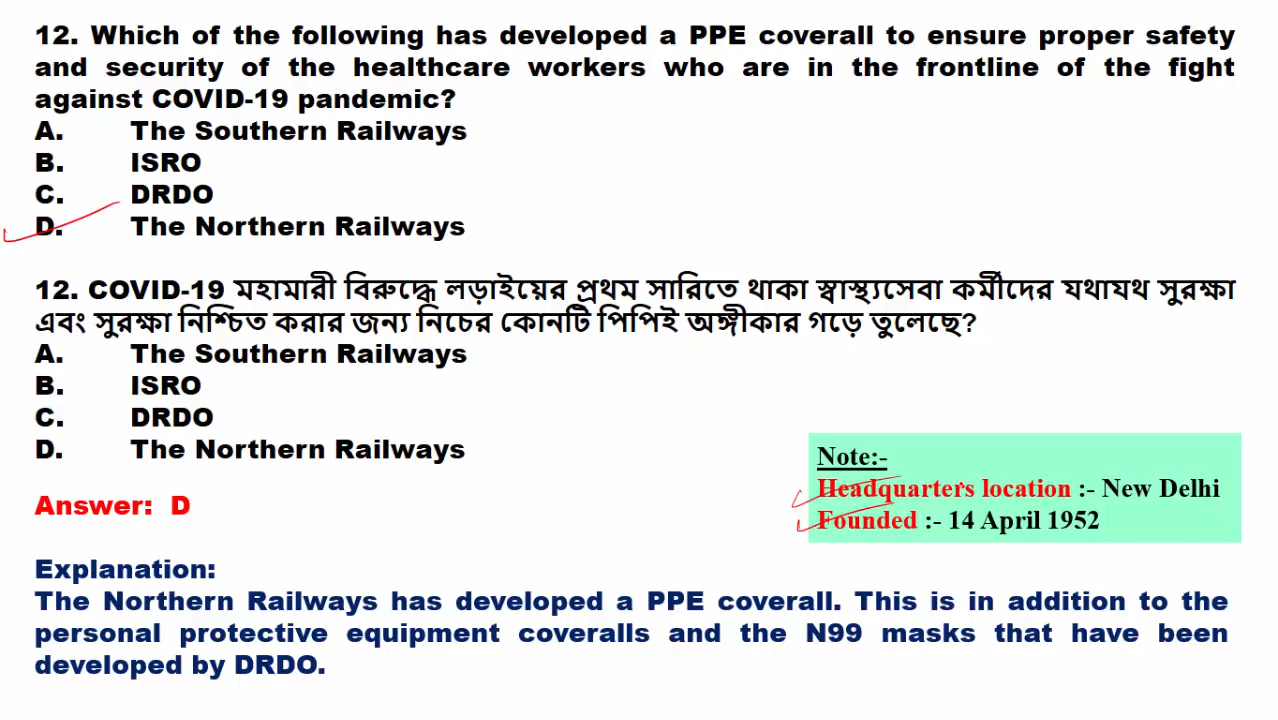 12. Which of the following has developed a PPE coverall to ensure proper safety
and security of the healthcare workers who are in the frontline of the fight
against COVID-19 pandemic?
A. The Southern Railways
B. ISRO
C. DRDO
D. The Northern Railways
12. COVID-19 মহামারী বিরুদ্ধে লড়াইয়ের প্রথম সারিতে থাকা স্বাস্থ্যসেবা কর্মীদের যথাযথ সুরক্ষা
এবং সুরক্ষা নিশ্চিত করার জন্য নিচের কোনটি পিপিই অঙ্গীকার গড়ে তুলেছে?
A. The Southern Railways
B. ISRO
C. DRDO
D. The Northern Railways
Note:-
Headquarters location :- New Delhi
Founded :- 14 April 1952
Answer: D
Explanation:
The Northern Railways has developed a PPE coverall. This is in addition to the
personal protective equipment coveralls and the N99 masks that have been
developed by DRDO.